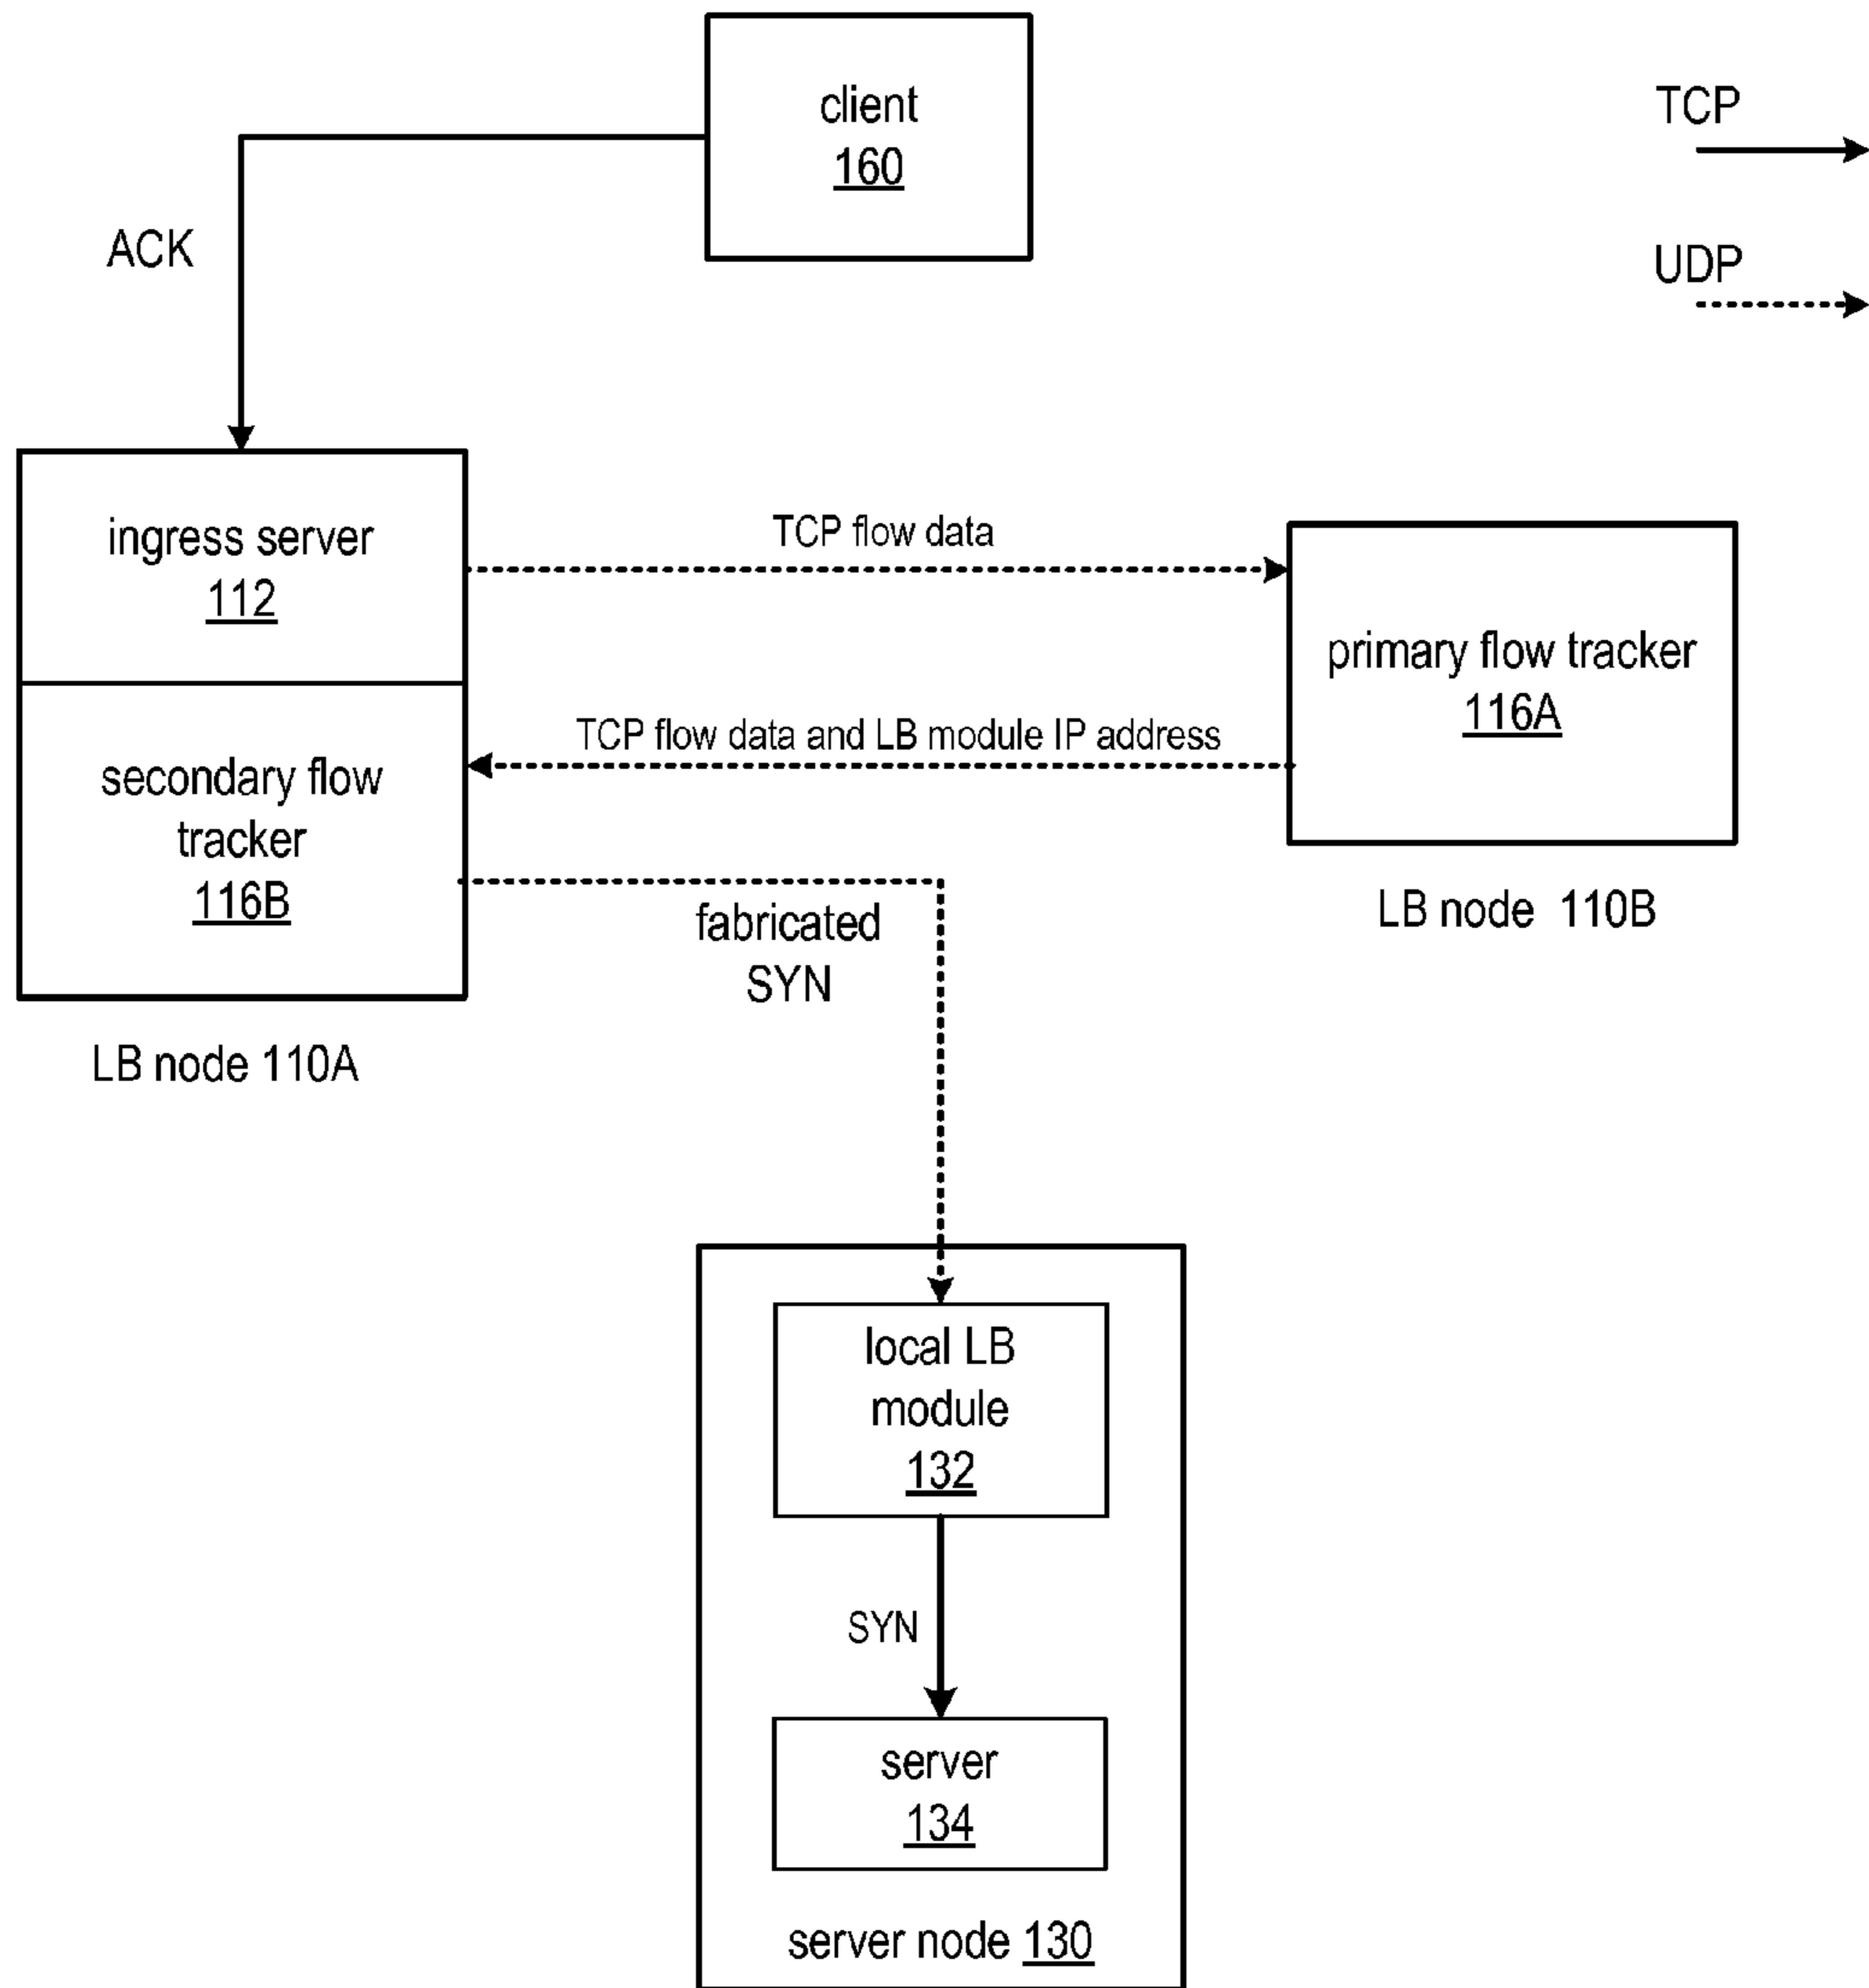 client
160
TCP
UDP
ACK
ingress server
112
TCP flow data
primary flow tracker
116A
TCP flow data and LB module IP address
secondary flow
tracker
116B
fabricated
SYN
LB node 110B
LB node 110A
local LB
module
132
SYN
server
134
server node 130